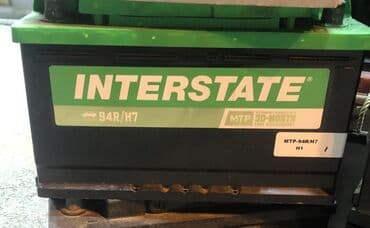 INTERSTATE®
94R/H7
MTP 30-MONTH
MTP-94R/H7
H1